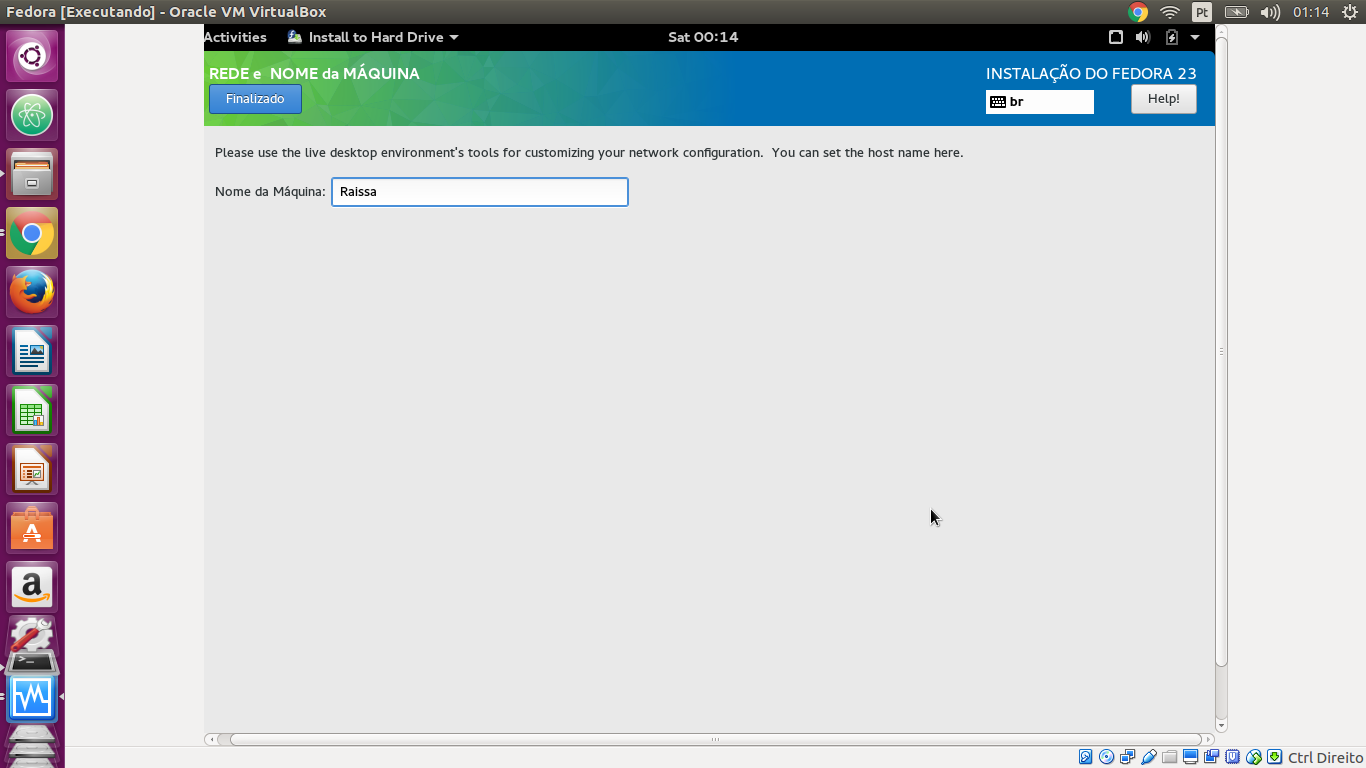 Fedora [Executando] - Oracle VM VirtualBox
Pt
01:14
Activities
Install to Hard Drive
Sat 00:14
REDE e  NOME da MÁQUINA
INSTALAÇÃO DO FEDORA 23
Finalizado
br
Help!
Please use the live desktop environment's tools for customizing your network configuration.  You can set the host name here.
Nome da Máquina:
Raissa
Ctrl Direito